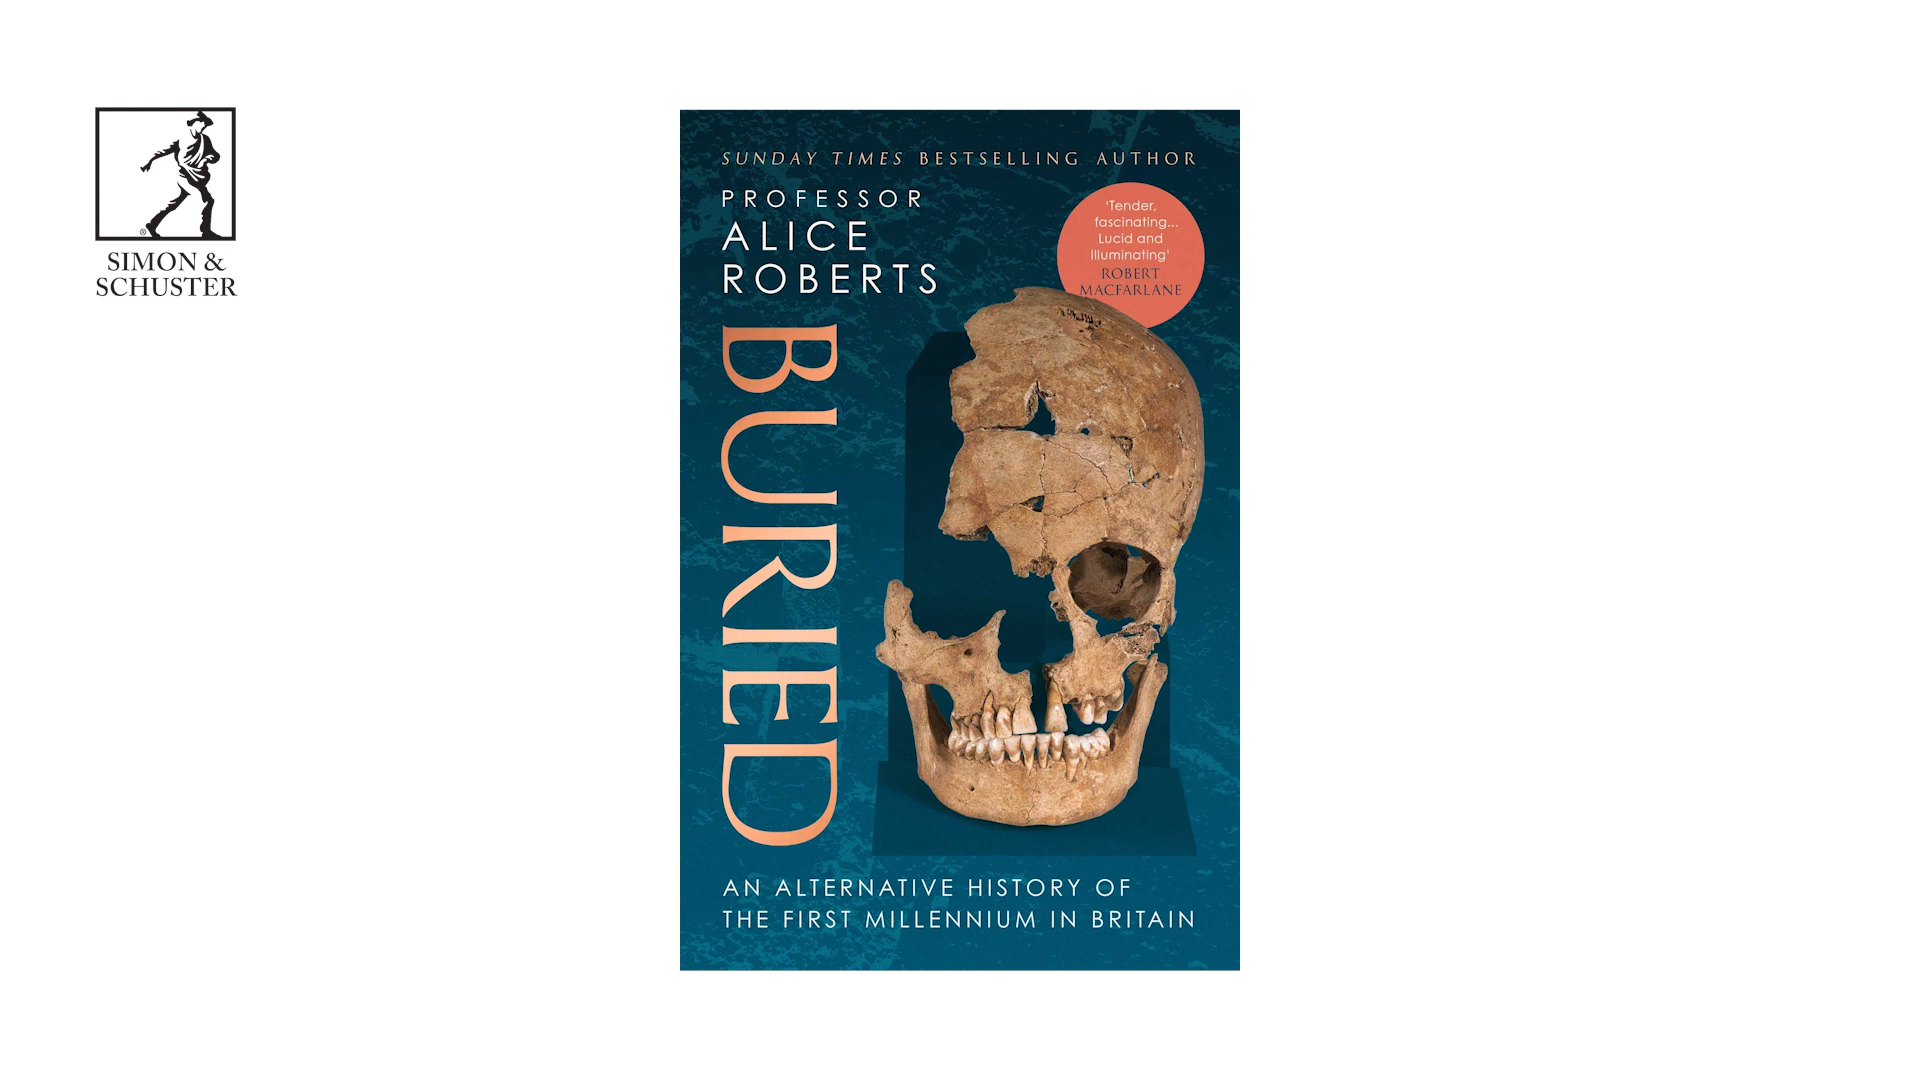 SIMON &
SCHUSTER
SUNDAY TIMES BESTSELLING AUTHOR
PROFESSOR
ALICE
ROBERTS
'Tender,
fascinating...
Lucid and
illuminating'
ROBERT
MACFARLANE
BURIED
AN ALTERNATIVE HISTORY OF
THE FIRST MILLENNIUM IN BRITAIN